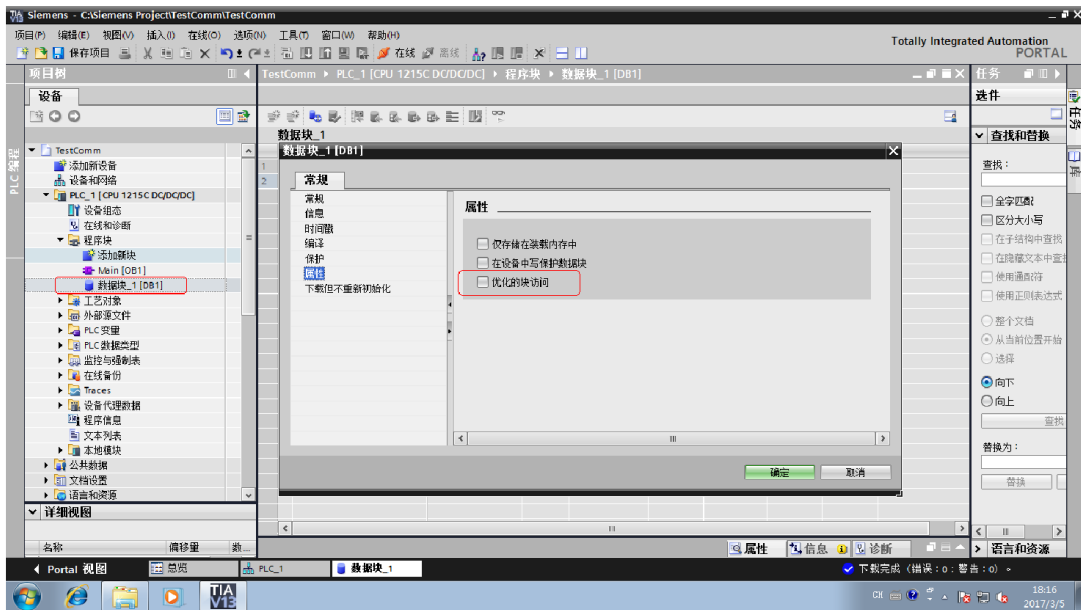 Siemens - C:\Siemens Project\TestComm\TestComm
项目(P) 编辑(E) 视图(V) 插入(I) 在线(O) 选项(N) 工具(T) 窗口(W) 帮助(H)
Totally Integrated Automation
PORTAL
保存项目 在线 离线
项目树
TestComm ▸ PLC_1 [CPU 1215C DC/DC/DC] ▸ 程序块 ▸ 数据块_1 [DB1]
任务
设备
选件
任务
库
PLC 编程
数据块_1
1
2
TestComm
添加新设备
设备和网络
PLC_1 [CPU 1215C DC/DC/DC]
设备组态
在线和诊断
程序块
添加新块
Main [OB1]
数据块_1 [DB1]
工艺对象
外部源文件
PLC 变量
PLC 数据类型
监控与强制表
在线备份
Traces
设备代理数据
程序信息
文本列表
本地模块
公共数据
文档设置
语言和资源
详细视图
名称 偏移量 数...
数据块_1 [DB1]
常规
常规
信息
时间戳
编译
保护
属性
下载但不重新初始化
属性
仅存储在装载内存中
在设备中写保护数据块
优化的块访问
确定 取消
查找和替换
查找：
全字匹配
区分大小写
在子结构中查找
在隐藏文本中查找
使用通配符
使用正则表达式
整个文档
从当前位置开始
选择
向下
向上
查找
替换为：
替换
语言和资源
属性 信息 诊断
Portal 视图 总览 PLC_1 数据块_1
下载完成（错误：0；警告：0）。
TIA
V13
CH
18:16
2017/3/5